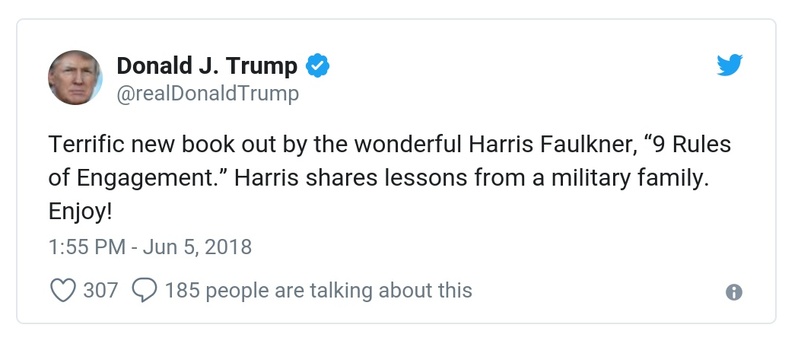 Donald J. Trump
@realDonaldTrump
Terrific new book out by the wonderful Harris Faulkner, “9 Rules
of Engagement.” Harris shares lessons from a military family.
Enjoy!
1:55 PM - Jun 5, 2018
307 185 people are talking about this